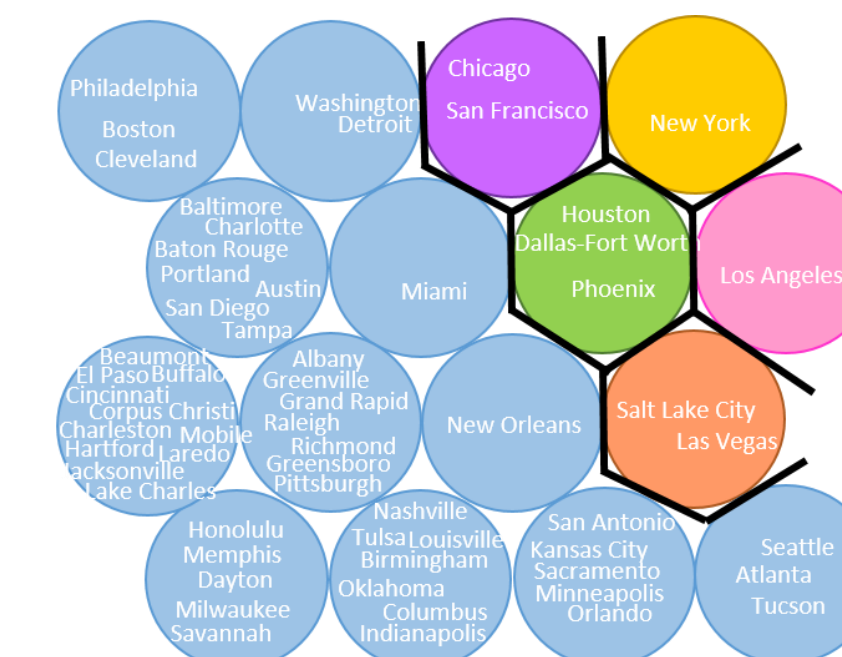 Philadelphia
Boston
Cleveland
Washington
Detroit
Chicago
San Francisco
New York
Baltimore
Charlotte
Baton Rouge
Portland
Austin
San Diego
Tampa
Miami
Houston
Dallas-Fort Worth
Phoenix
Los Angeles
Beaumont
El Paso Buffalo
Cincinnati
Corpus Christi
Charleston Mobile
Hartford Laredo
Jacksonville
Lake Charles
Albany
Greenville
Grand Rapid
Raleigh
Richmond
Greensboro
Pittsburgh
New Orleans
Salt Lake City
Las Vegas
Honolulu
Memphis
Dayton
Milwaukee
Savannah
Nashville
Tulsa Louisville
Birmingham
Oklahoma
Columbus
Indianapolis
San Antonio
Kansas City
Sacramento
Minneapolis
Orlando
Seattle
Atlanta
Tucson